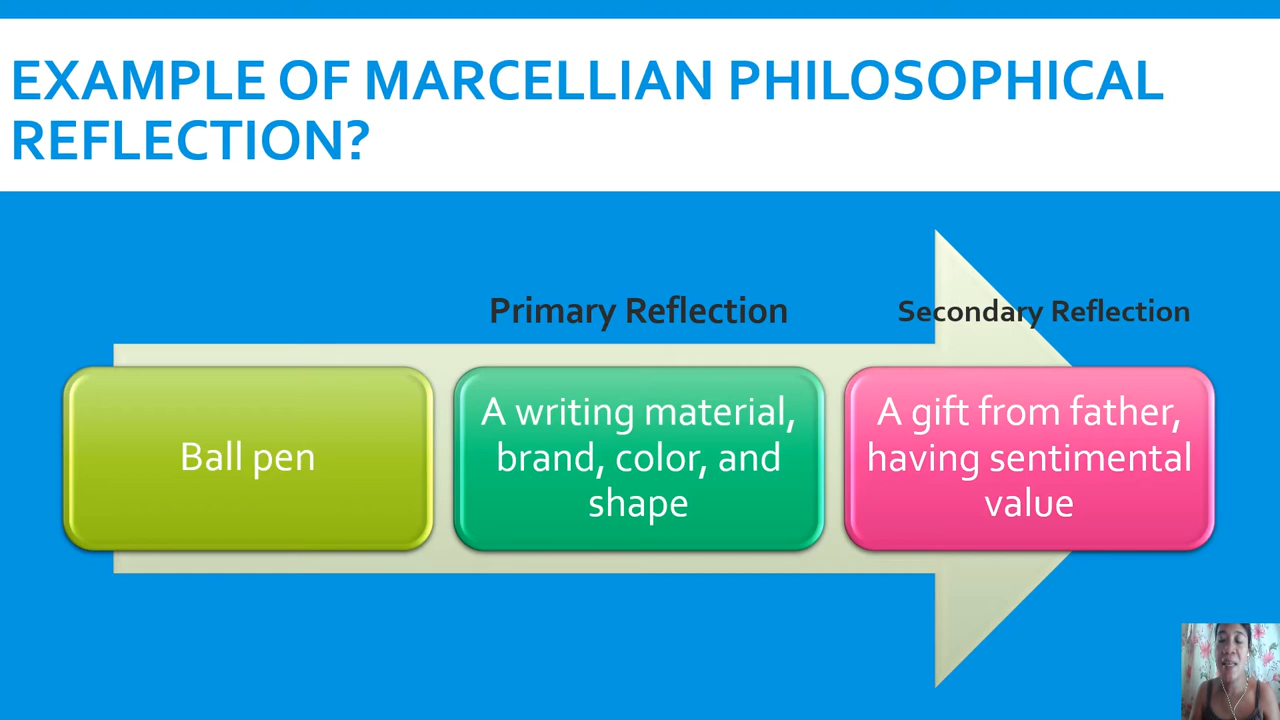 EXAMPLE OF MARCELLIAN PHILOSOPHICAL
REFLECTION?
Primary Reflection
Secondary Reflection
Ball pen
A writing material,
brand, color, and
shape
A gift from father,
having sentimental
value